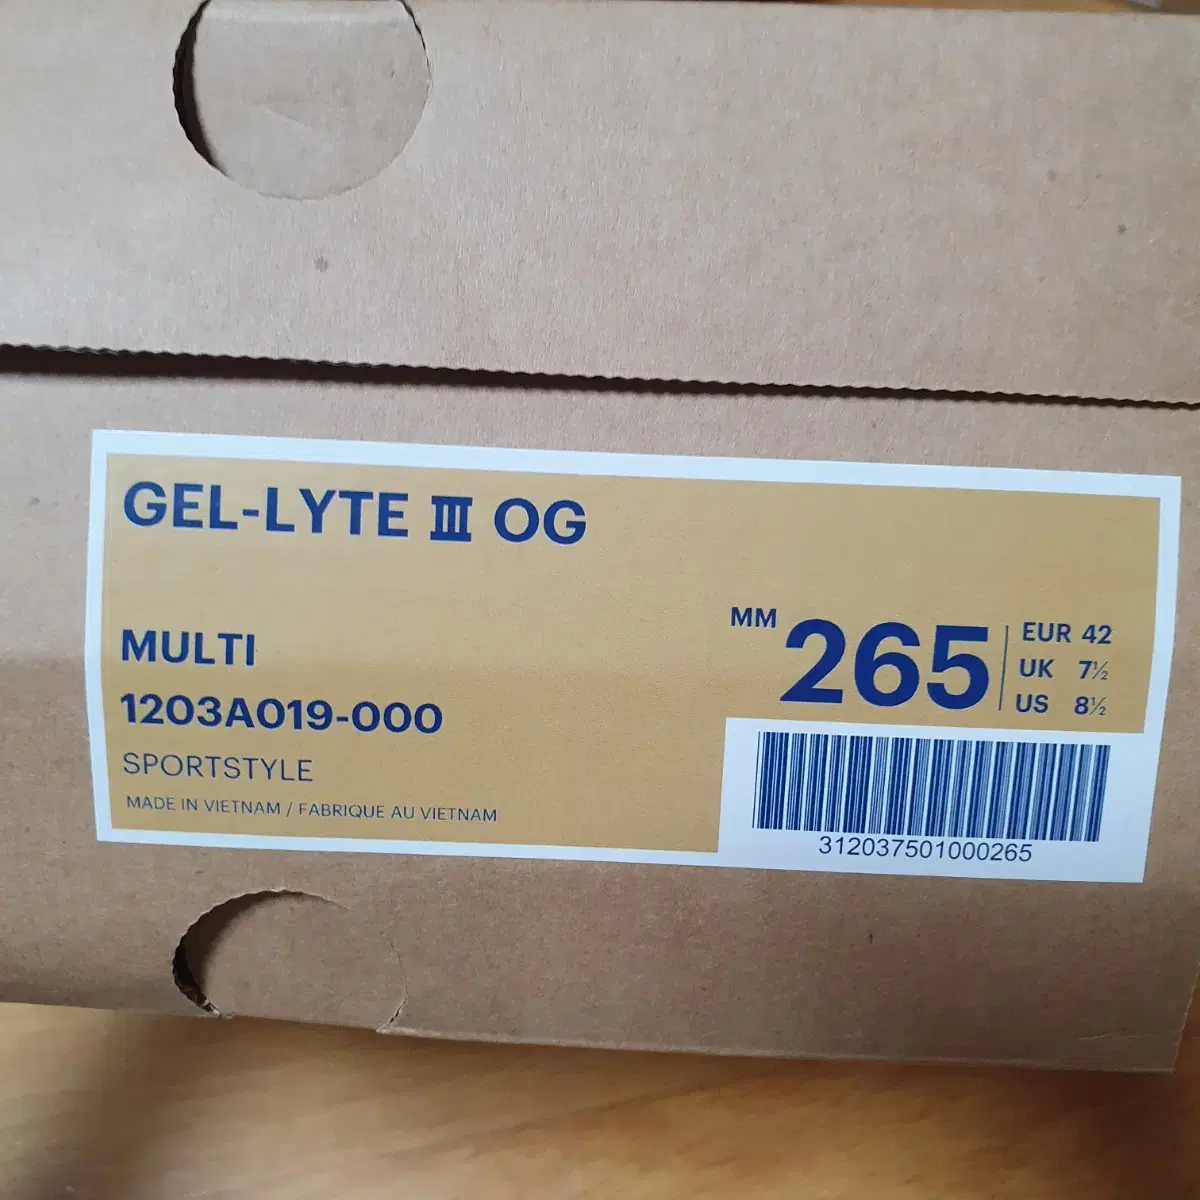 GEL-LYTE III OG
MULTI
1203A019-000
SPORTSTYLE
MADE IN VIETNAM / FABRIQUE AU VIETNAM
MM 265
EUR 42
UK 7½
US 8½
312037501000265